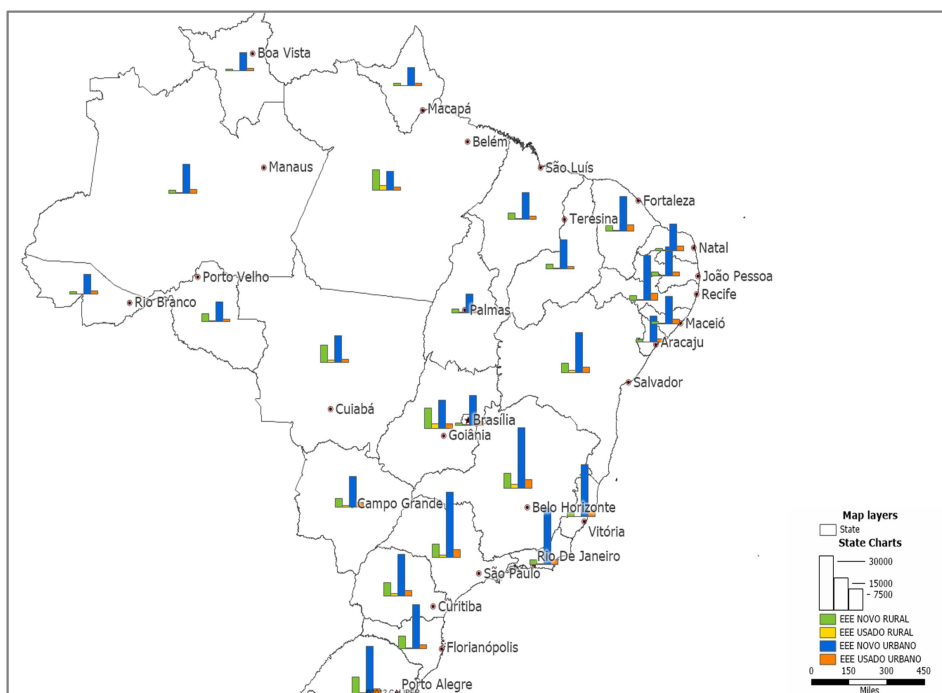 Boa Vista
Macapá
Belém
Manaus
São Luís
Fortaleza
Teresina
Natal
João Pessoa
Porto Velho
Recife
Rio Branco
Palmas
Maceió
Aracaju
Salvador
Cuiabá
Brasília
Goiânia
Campo Grande
Belo Horizonte
Vitória
Rio De Janeiro
São Paulo
Curitiba
Florianópolis
Porto Alegre
Map layers
State
State Charts
30000
15000
7500
EEE NOVO RURAL
EEE USADO RURAL
EEE NOVO URBANO
EEE USADO URBANO
0 150 300 450
Miles